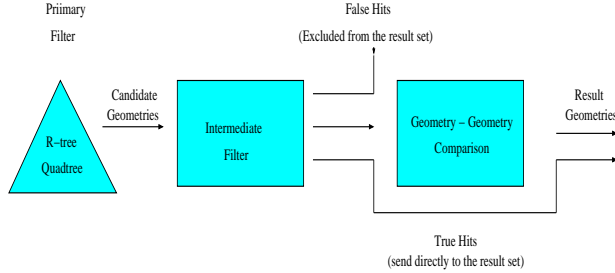 Priimary
Filter
False Hits
(Excluded from the result set)
Candidate
Geometries
R-tree
Quadtree
Intermediate
Filter
Geometry – Geometry
Comparison
Result
Geometries
True Hits
(send directly to the result set)